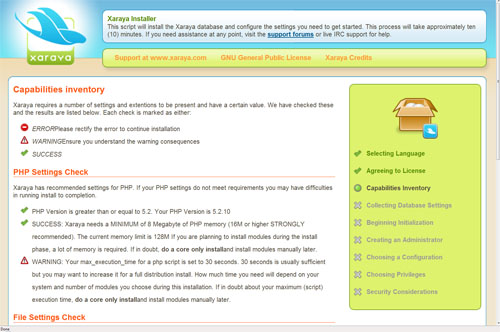 Xaraya Installer
This script will install the Xaraya database and configure the settings you need to get started. This process will take approximately ten
(10) minutes. If you need assistance at any point, visit the support forums or live IRC support for help.
xaraya
Support at www.xaraya.com GNU General Public License Xaraya Credits
Capabilities inventory
Xaraya requires a number of settings and extentions to be present and have a certain value. We have checked these
and the results are listed below. Each check is marked as either:
ERRORPlease rectify the error to continue installation
WARNINGEnsure you understand the warning consequences
SUCCESS
PHP Settings Check
Xaraya has recommended settings for PHP. If your PHP settings do not meet requirements you may have difficulties
in running install to completion.
PHP Version is greater than or equal to 5.2. Your PHP Version is 5.2.10
SUCCESS: Xaraya needs a MINIMUM of 8 Megabyte of PHP memory (16M or higher STRONGLY
recommended). The current memory limit is 128M If you are planning to install modules during the install
phase, a lot of memory is required. If in doubt, do a core only installand install modules manually later.
WARNING: Your max_execution_time for a php script is set to 30 seconds. 30 seconds is usually sufficient
but you may want to increase it for a full distribution install. How much time you need will depend on your
system and number of modules you choose during this installation. If in doubt about your maximum (script)
execution time, do a core only installand install modules manually later.
File Settings Check
Selecting Language
Agreeing to License
Capabilities Inventory
Collecting Database Settings
Beginning Initialization
Creating an Administrator
Choosing a Configuration
Choosing Privileges
Security Considerations
Done